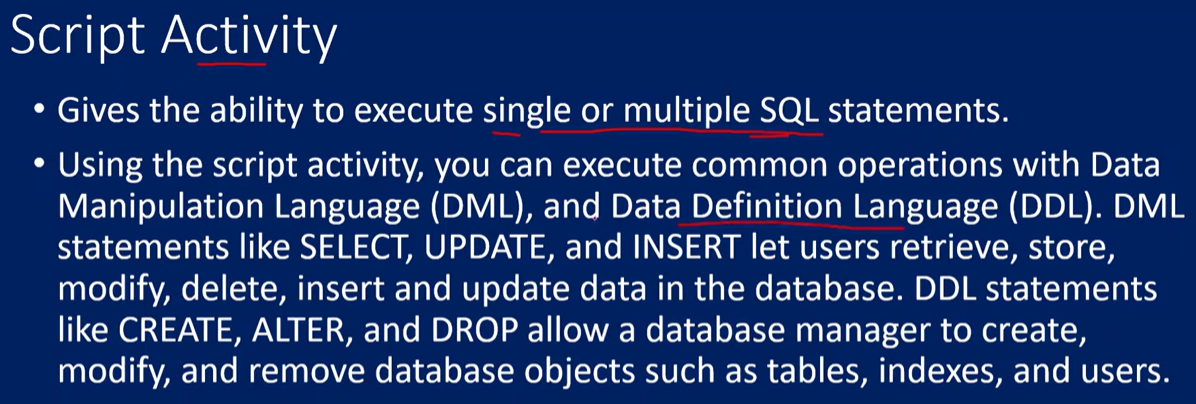 Script Activity
• Gives the ability to execute single or multiple SQL statements.
• Using the script activity, you can execute common operations with Data
Manipulation Language (DML), and Data Definition Language (DDL). DML
statements like SELECT, UPDATE, and INSERT let users retrieve, store,
modify, delete, insert and update data in the database. DDL statements
like CREATE, ALTER, and DROP allow a database manager to create,
modify, and remove database objects such as tables, indexes, and users.